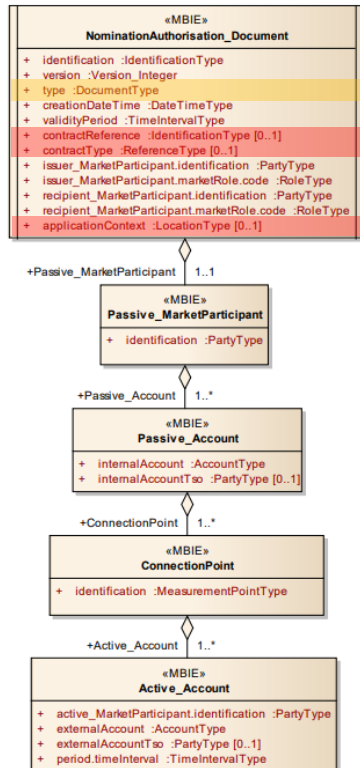 «MBIE»
NominationAuthorisation_Document
+ identification :IdentificationType
+ version :Version_Integer
+ type :DocumentType
+ creationDateTime :DateTimeType
+ validityPeriod :TimeIntervalType
+ contractReference :IdentificationType [0..1]
+ contractType :ReferenceType [0..1]
+ issuer_MarketParticipant.identification :PartyType
+ issuer_MarketParticipant.marketRole.code :RoleType
+ recipient_MarketParticipant.identification :PartyType
+ recipient_MarketParticipant.marketRole.code :RoleType
+ applicationContext :LocationType [0..1]
+Passive_MarketParticipant 1..1
«MBIE»
Passive_MarketParticipant
+ identification :PartyType
+Passive_Account 1..*
«MBIE»
Passive_Account
+ internalAccount :AccountType
+ internalAccountTso :PartyType [0..1]
+ConnectionPoint 1..*
«MBIE»
ConnectionPoint
+ identification :MeasurementPointType
+Active_Account 1..*
«MBIE»
Active_Account
+ active_MarketParticipant.identification :PartyType
+ externalAccount :AccountType
+ externalAccountTso :PartyType [0..1]
+ period.timeInterval :TimeIntervalType